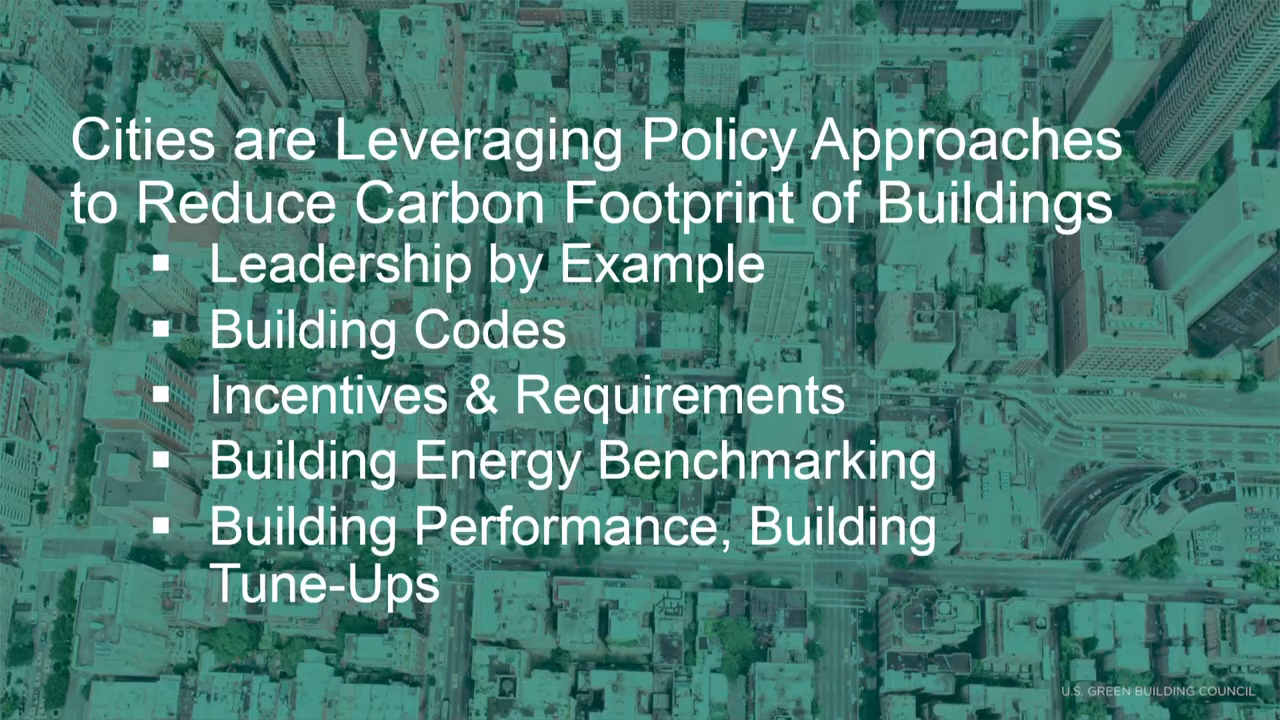 Cities are Leveraging Policy Approaches
to Reduce Carbon Footprint of Buildings
▪ Leadership by Example
▪ Building Codes
▪ Incentives & Requirements
▪ Building Energy Benchmarking
▪ Building Performance, Building
Tune-Ups
U.S. GREEN BUILDING COUNCIL